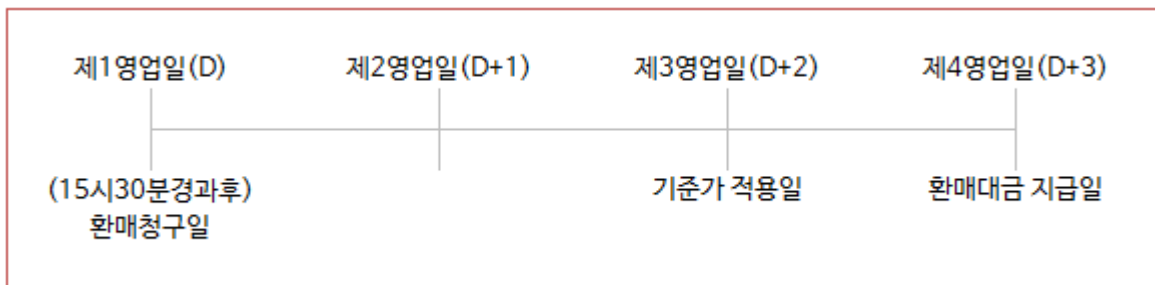 제1영업일(D) 제2영업일(D+1) 제3영업일(D+2) 제4영업일(D+3)
(15시30분경과후) 기준가 적용일 환매대금 지급일
환매청구일